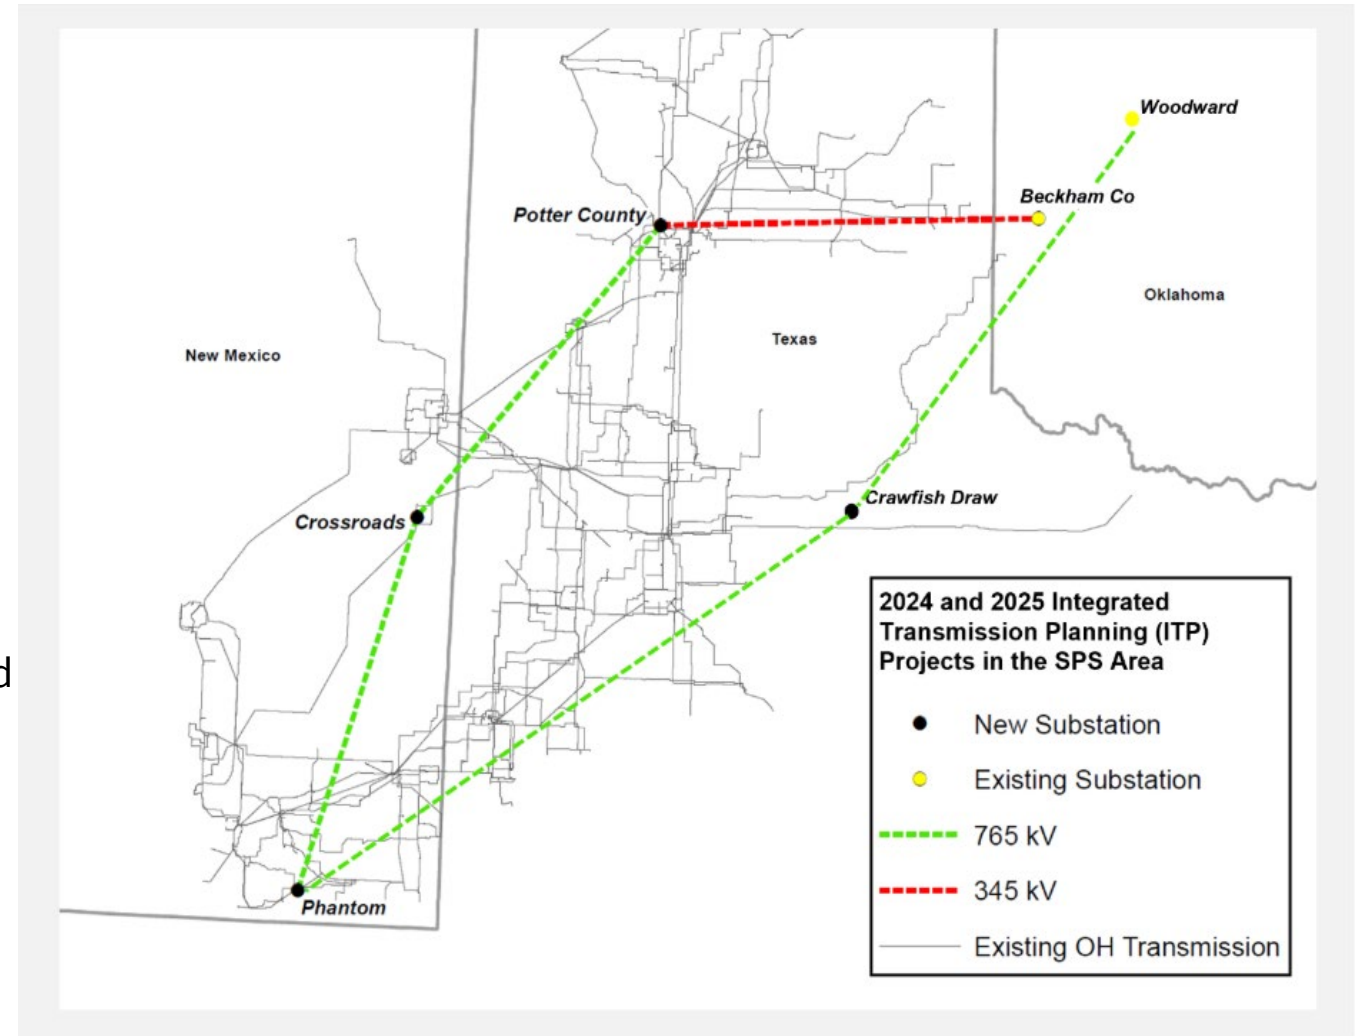 Woodward
Beckham Co
Potter County
Oklahoma
Texas
New Mexico
Crawfish Draw
Crossroads
2024 and 2025 Integrated
Transmission Planning (ITP)
Projects in the SPS Area
d
New Substation
Existing Substation
765 kV
345 kV
Phantom
Existing OH Transmission